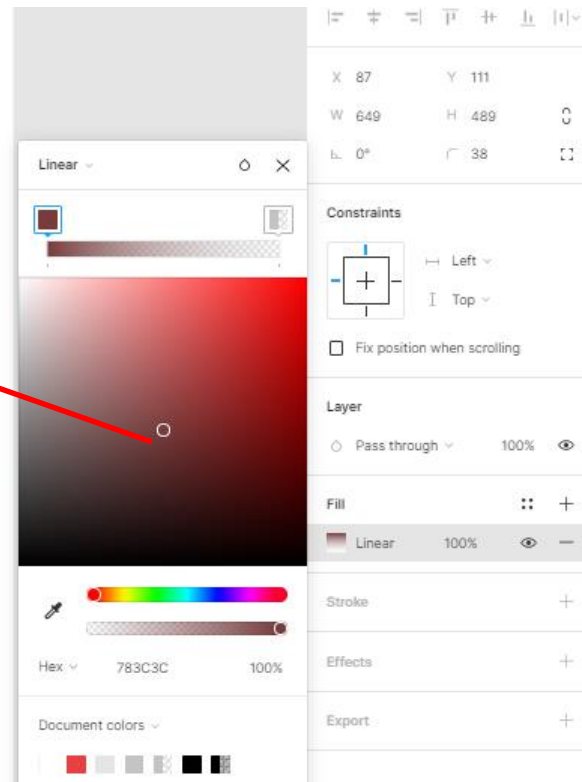 X 87 Y 111
W 649 H 489
0° 38
Linear
Constraints
Left
Top
Fix position when scrolling
Layer
Pass through 100%
Fill
Linear 100%
Stroke
Hex 783C3C 100%
Effects
Document colors
Export